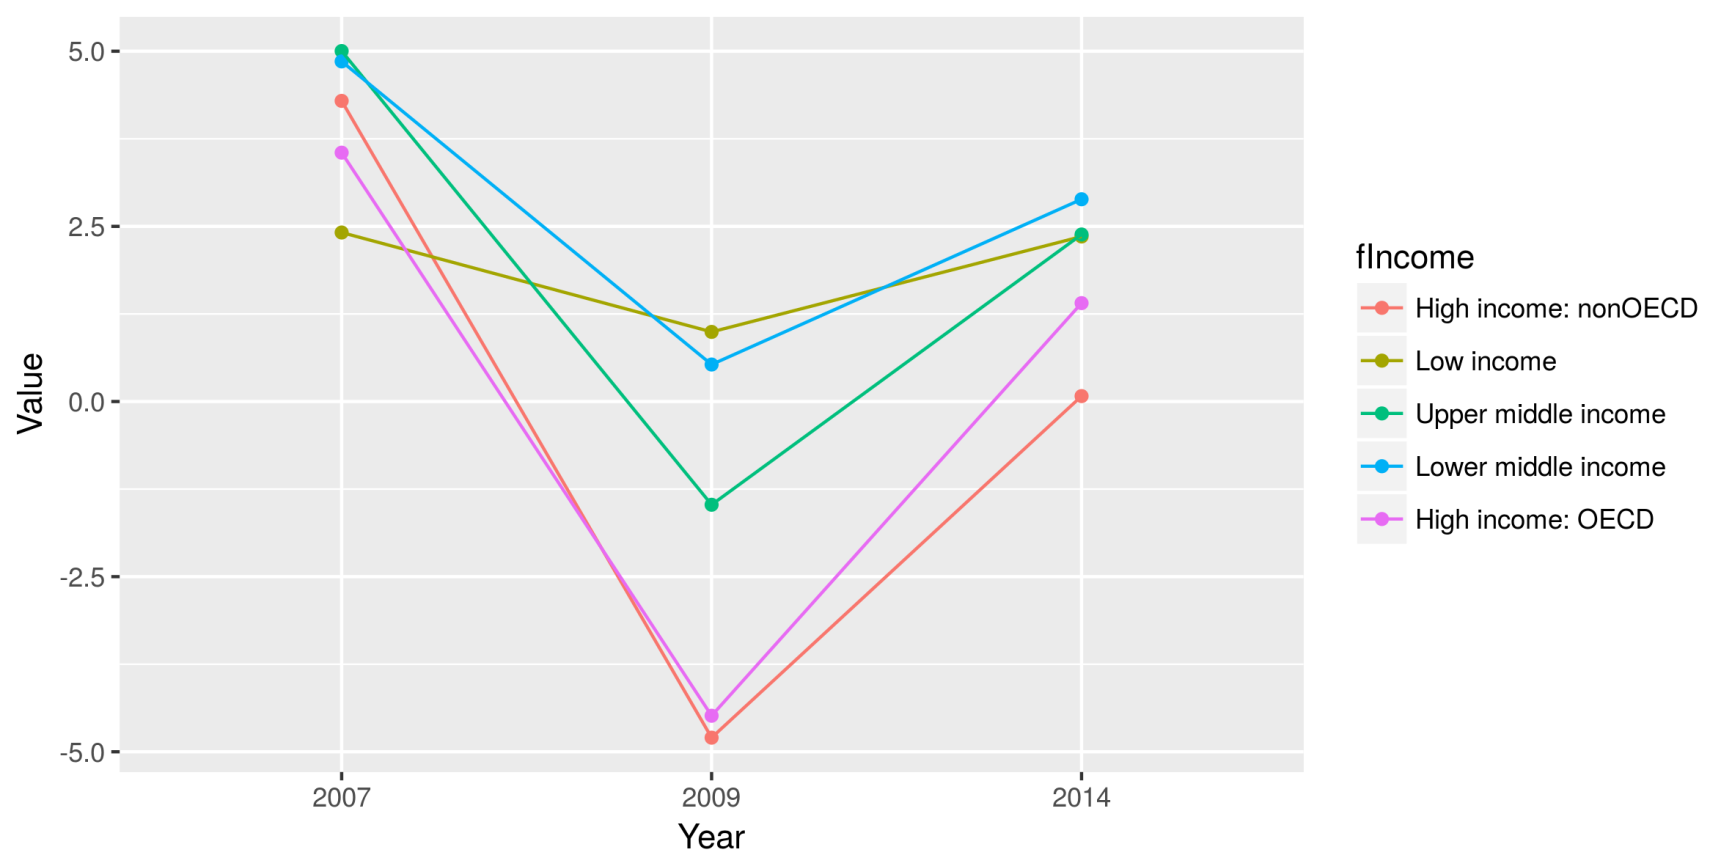 5.0
2.5
0.0
-2.5
-5.0
Value
2007 2009 2014
Year
fIncome
High income: nonOECD
Low income
Upper middle income
Lower middle income
High income: OECD